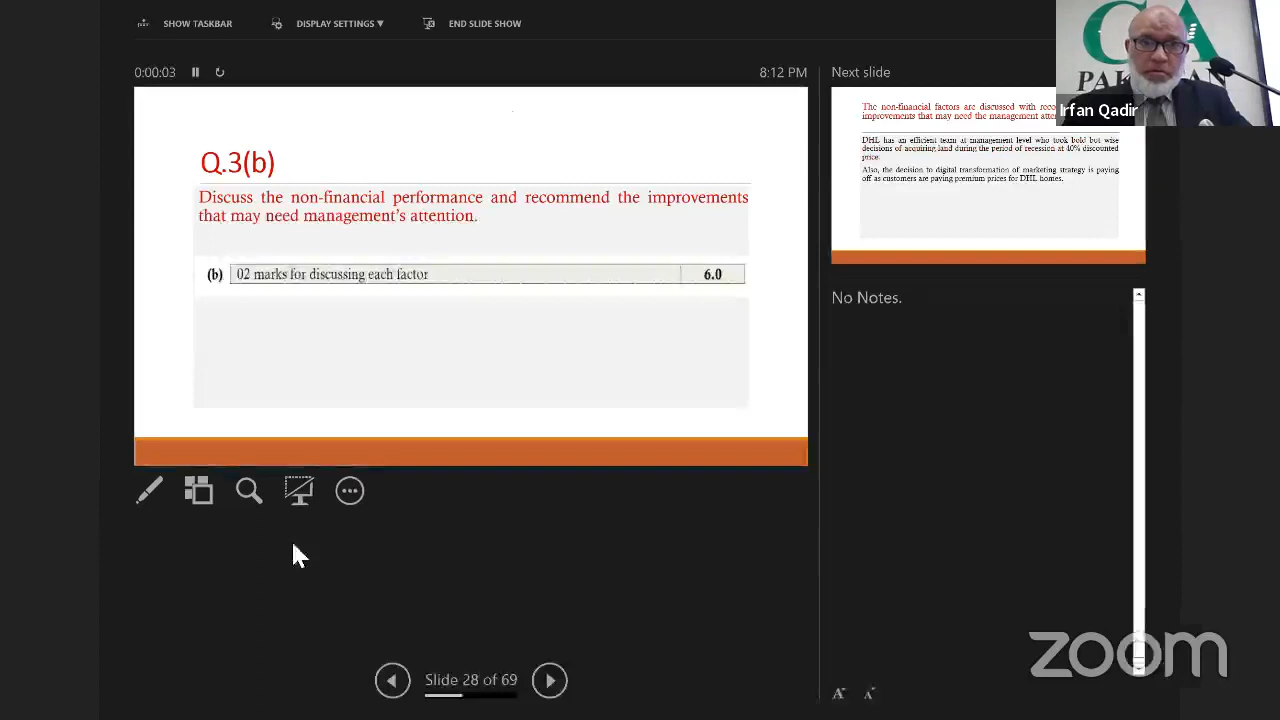 SHOW TASKBAR
DISPLAY SETTINGS ▼
END SLIDE SHOW
0:00:03
8:12 PM
Next slide
CA
PAKISTAN
Irfan Qadir
Q.3(b)
Discuss the non-financial performance and recommend the improvements
that may need management's attention.
(b) 02 marks for discussing each factor 6.0
The non-financial factors are discussed with
improvements that may need the management
DHL has an efficient team at management level who took bold but wise
decisions of acquiring land during the period of recession at 40% discounted
price.
Also, the decision to digital transformation of marketing strategy is paying
off as customers are paying premium prices for DHL homes.
No Notes.
Slide 28 of 69
A A
zoom